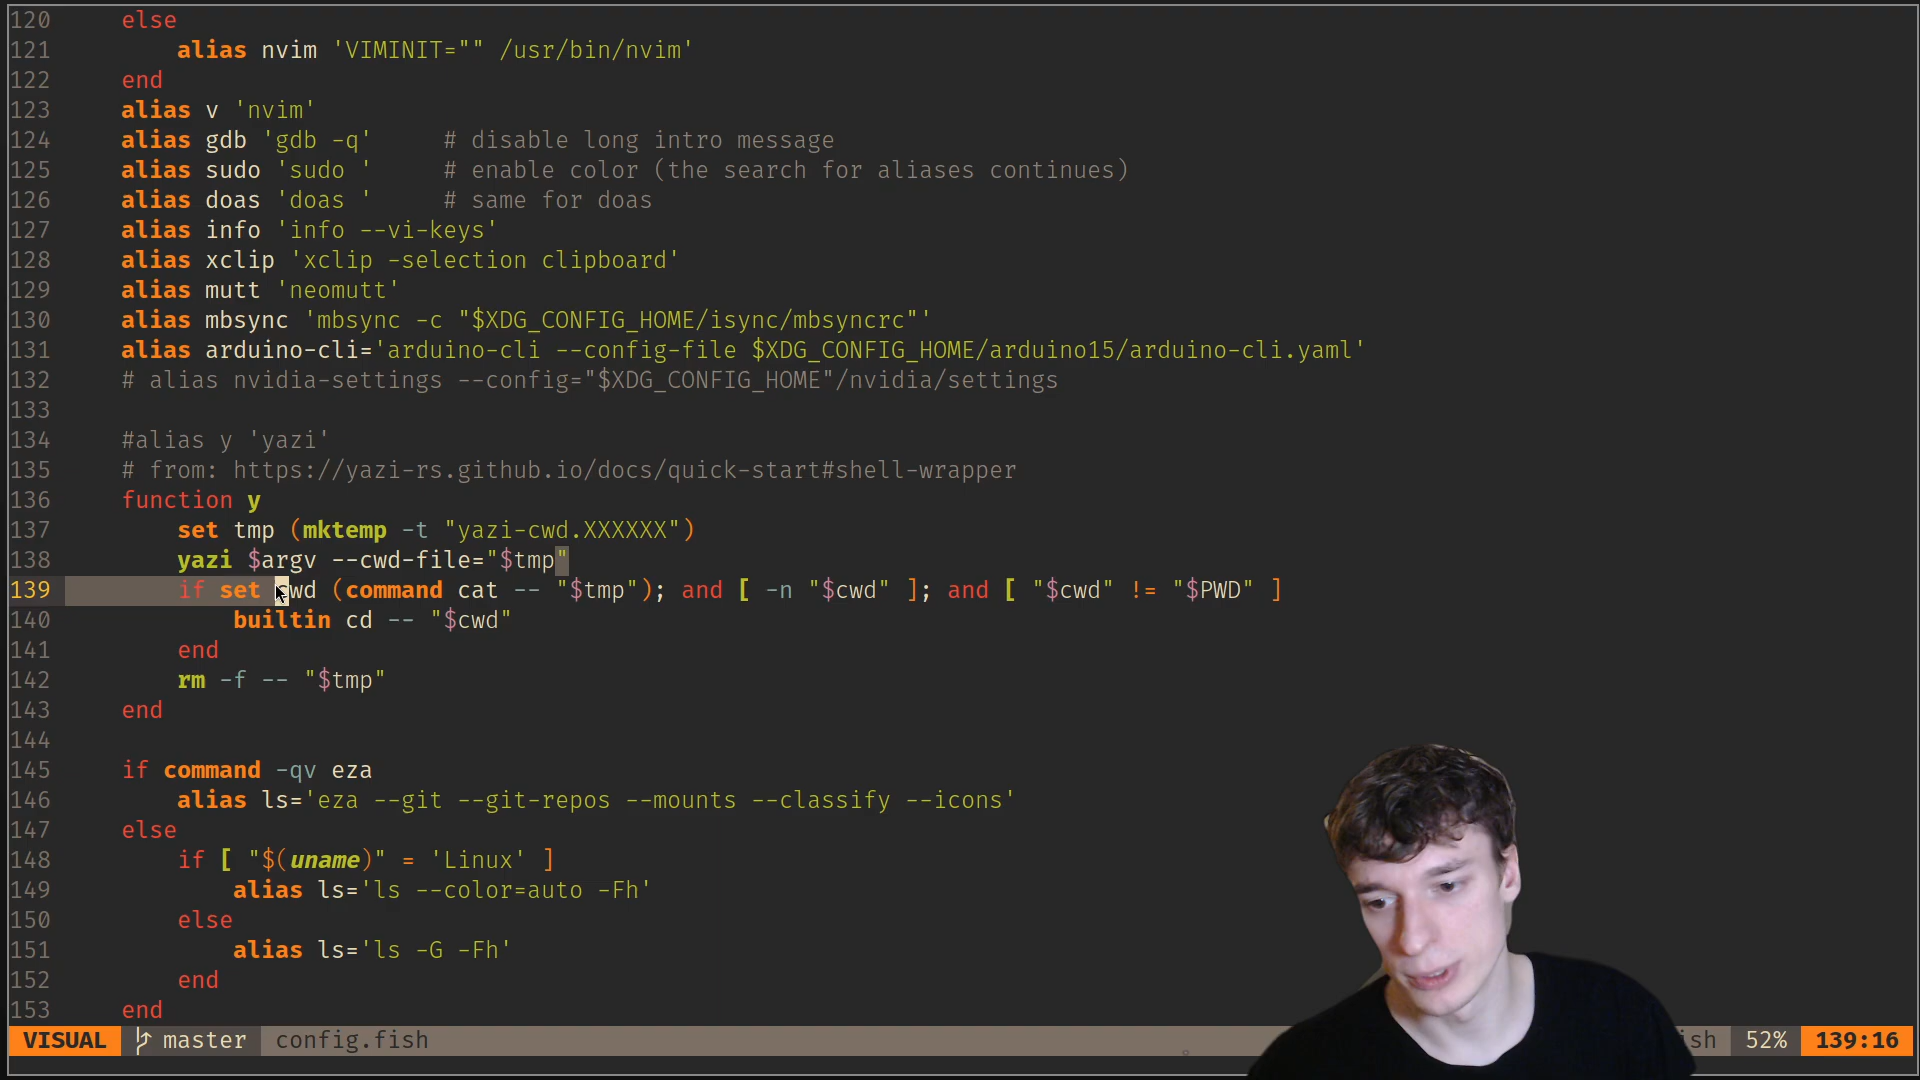 120     else
121         alias nvim 'VIMINIT="" /usr/bin/nvim'
122     end
123     alias v 'nvim'
124     alias gdb 'gdb -q'     # disable long intro message
125     alias sudo 'sudo '     # enable color (the search for aliases continues)
126     alias doas 'doas '     # same for doas
127     alias info 'info --vi-keys'
128     alias xclip 'xclip -selection clipboard'
129     alias mutt 'neomutt'
130     alias mbsync 'mbsync -c "$XDG_CONFIG_HOME/isync/mbsyncrc"'
131     alias arduino-cli='arduino-cli --config-file $XDG_CONFIG_HOME/arduino15/arduino-cli.yaml'
132     # alias nvidia-settings --config="$XDG_CONFIG_HOME"/nvidia/settings
133
134     #alias y 'yazi'
135     # from: https://yazi-rs.github.io/docs/quick-start#shell-wrapper
136     function y
137         set tmp (mktemp -t "yazi-cwd.XXXXXX")
138         yazi $argv --cwd-file="$tmp"
139         if set cwd (command cat -- "$tmp"); and [ -n "$cwd" ]; and [ "$cwd" != "$PWD" ]
140             builtin cd -- "$cwd"
141         end
142         rm -f -- "$tmp"
143     end
144
145     if command -qv eza
146         alias ls='eza --git --git-repos --mounts --classify --icons'
147     else
148         if [ "$(uname)" = 'Linux' ]
149             alias ls='ls --color=auto -Fh'
150         else
151             alias ls='ls -G -Fh'
152         end
153     end
VISUAL master config.fish 52% 139:16